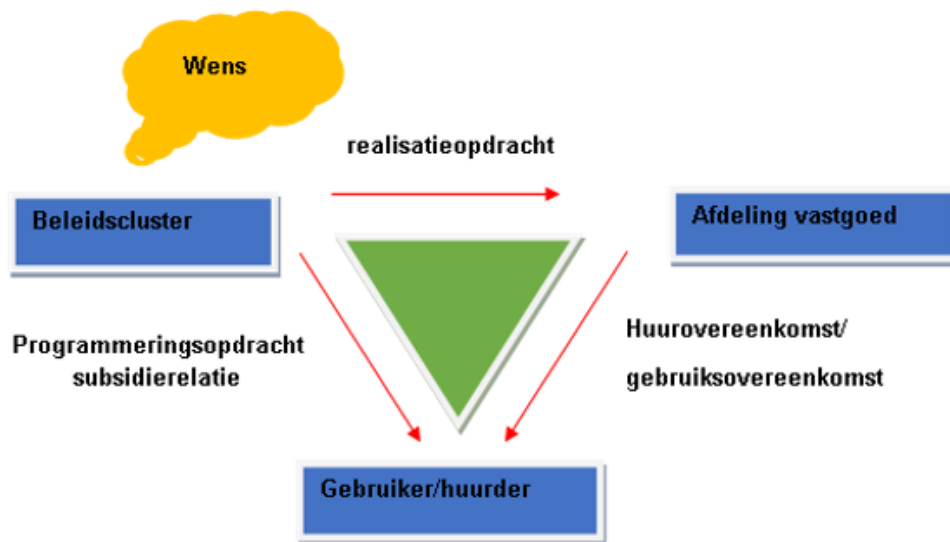 Wens
realisatieopdracht
Beleidscluster
Afdeling vastgoed
Programmeringsopdracht
subsidierelatie
Huurovereenkomst/
gebruiksovereenkomst
Gebruiker/huurder